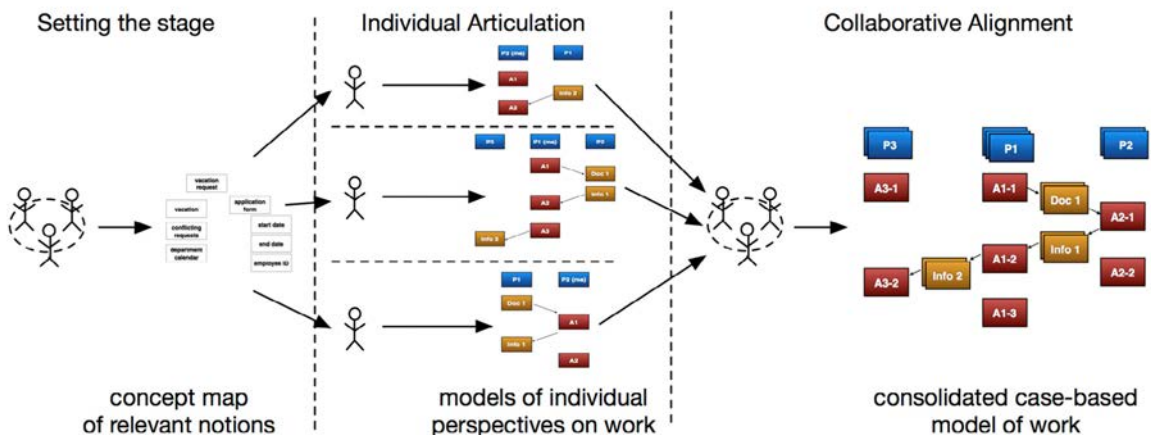 Setting the stage
Individual Articulation
Collaborative Alignment
vacation
request
vacation
application
form
conflicting
requests
start date
department
calendar
end date
employee ID
P3 (me)
P1
A1
Info 2
A2
P3
P1 (me)
P2
A1
Doc 1
Info 1
A2
A3
Info 2
P1
P2 (me)
Doc 1
A1
Info 1
A2
P3
P1
P2
A3-1
A1-1
Doc 1
A2-1
Info 1
A1-2
Info 2
A3-2
A2-2
A1-3
concept map
of relevant notions
models of individual
perspectives on work
consolidated case-based
model of work